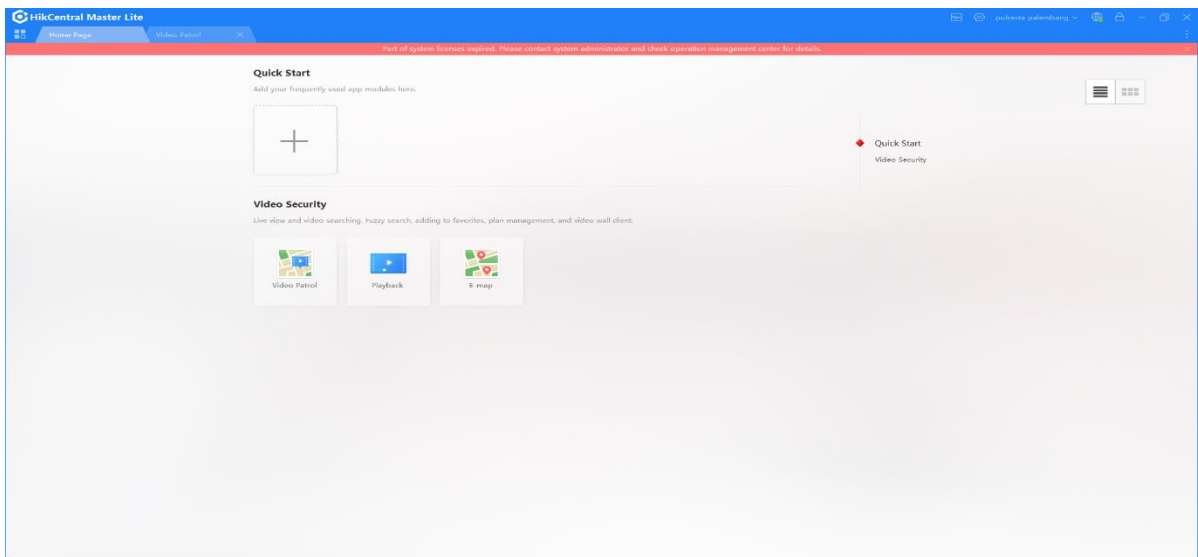 HikCentral Master Lite
polresta palembang
Home Page
Video Patrol
Part of system licenses expired. Please contact system administrator and check operation management center for details.
Quick Start
Add your frequently used app modules here.
Quick Start
Video Security
Video Security
Live view and video searching. Fuzzy search, adding to favorites, plan management, and video wall client.
Video Patrol
Playback
E-map